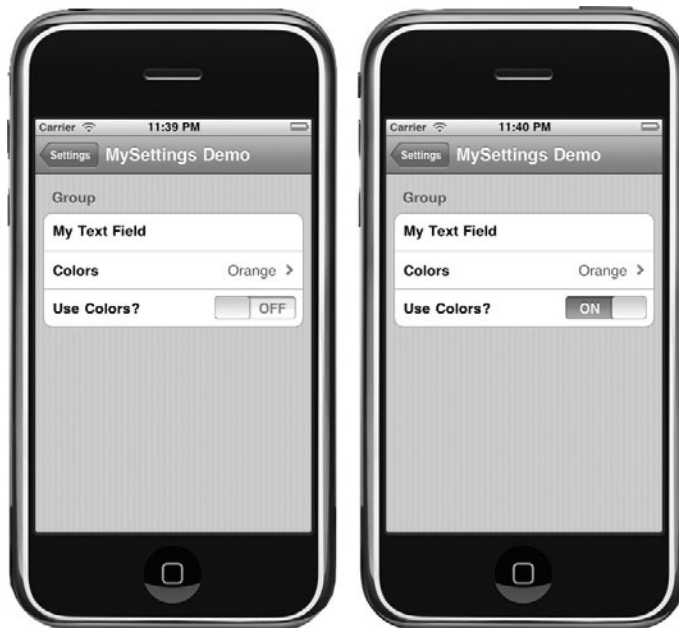 Carrier 11:39 PM
Settings MySettings Demo
Group
My Text Field
Colors Orange >
Use Colors? OFF
Carrier 11:40 PM
Settings MySettings Demo
Group
My Text Field
Colors Orange >
Use Colors? ON